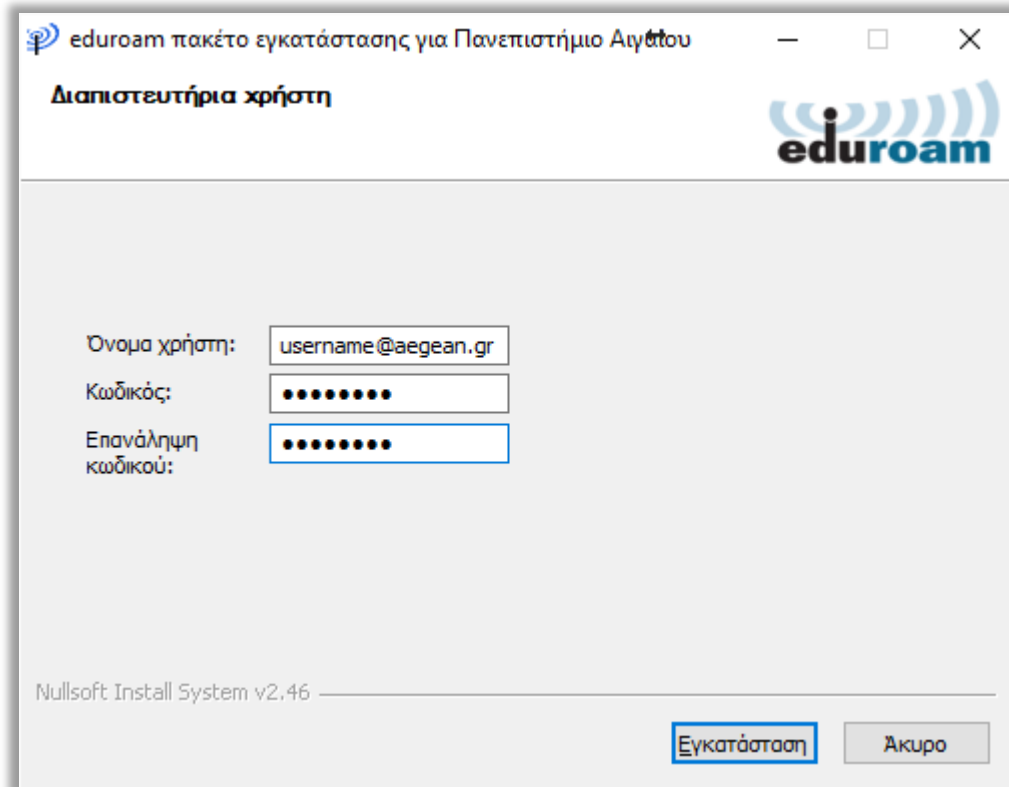 eduroam πακέτο εγκατάστασης για Πανεπιστήμιο Αιγαίου
Διαπιστευτήρια χρήστη
eduroam
Όνομα χρήστη: username@aegean.gr
Κωδικός: ●●●●●●●●
Επανάληψη
κωδικού: ●●●●●●●●
Nullsoft Install System v2.46
Εγκατάσταση Άκυρο